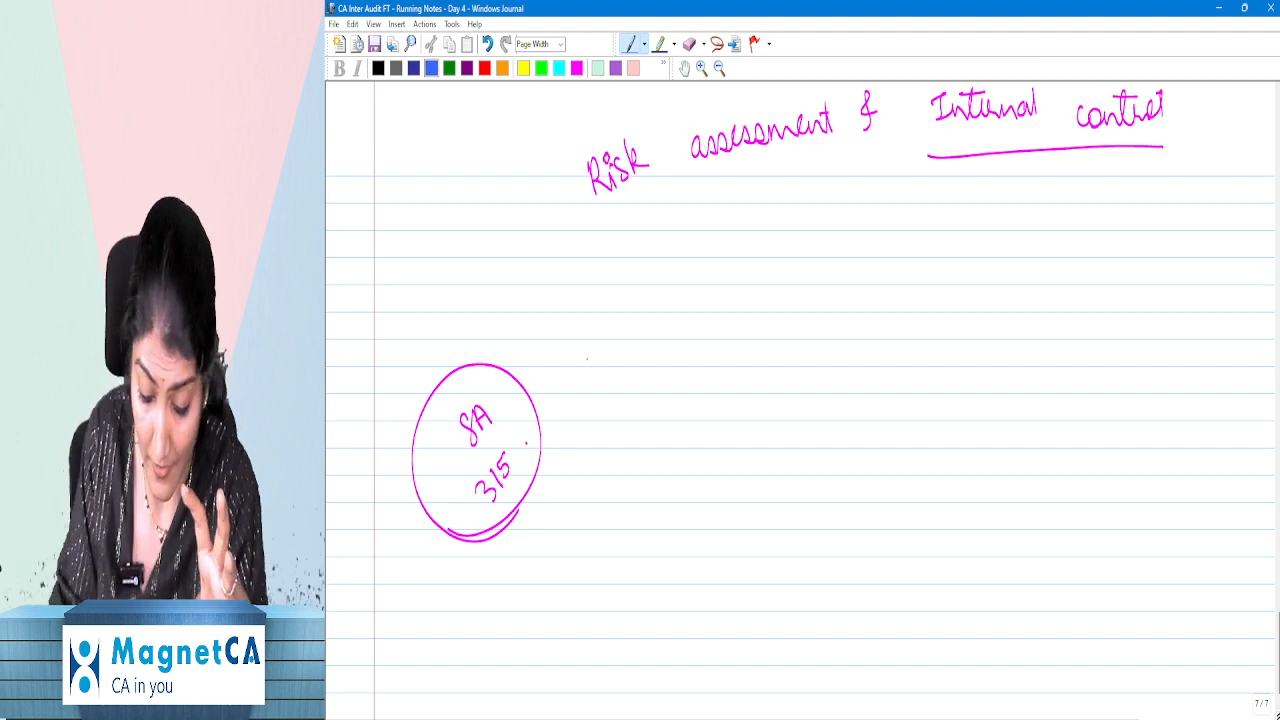 CA Inter Audit FT - Running Notes - Day 4 - Windows Journal
File Edit View Insert Actions Tools Help
Page Width
B I
Risk assessment & Internal control
SA
315
MagnetCA
CA in you
7/7